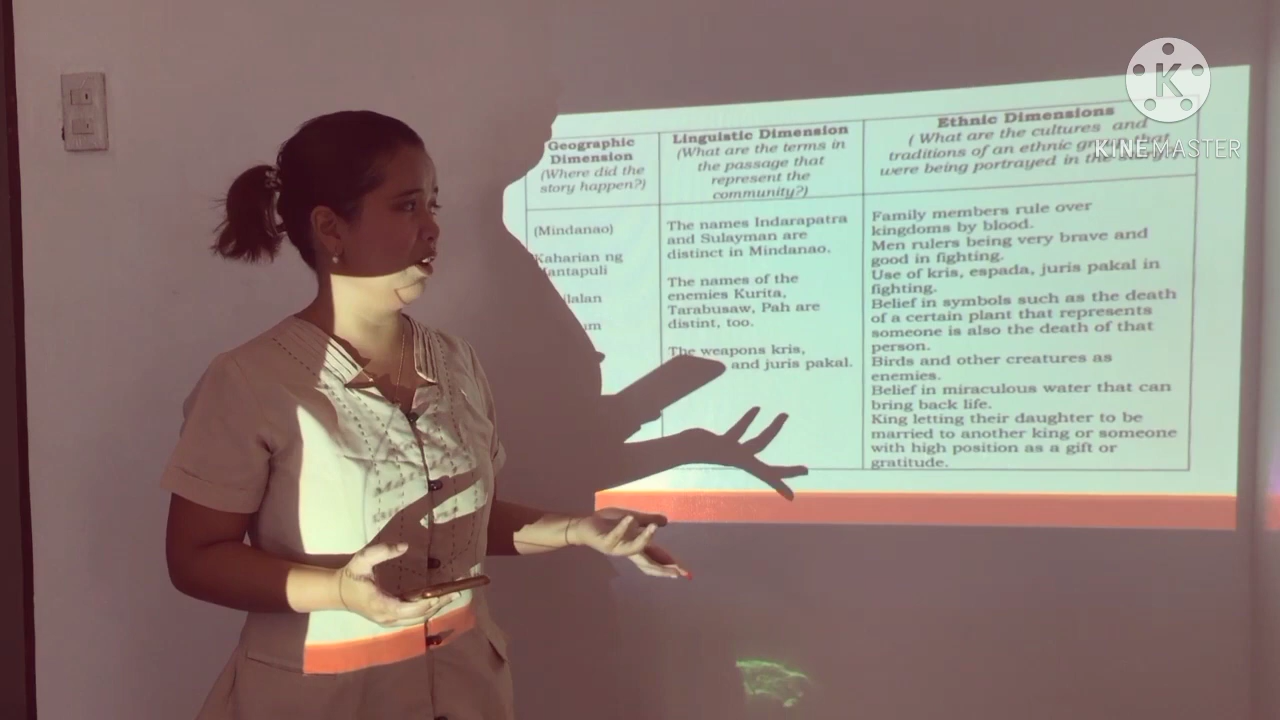 Geographic
Dimension
(Where did the
story happen?)
Linguistic Dimension
(What are the terms in
the passage that
represent the
community?)
Ethnic Dimensions
( What are the cultures and
traditions of an ethnic that
were being portrayed in the
(Mindanao)
Kaharian ng
The names Indarapatra
and Sulayman are
distinct in Mindanao.
The names of the
enemies Kurita,
Tarabusaw, Pah are
distint, too.
The weapons kris,
and juris pakal.
Family members rule over
kingdoms by blood.
Men rulers being very brave and
good in fighting.
Use of kris, espada, juris pakal in
fighting.
Belief in symbols such as the death
of a certain plant that represents
someone is also the death of that
person.
Birds and other creatures as
enemies.
Belief in miraculous water that can
bring back life.
King letting their daughter to be
married to another king or someone
with high position as a gift or
gratitude.
K
KINEMASTER